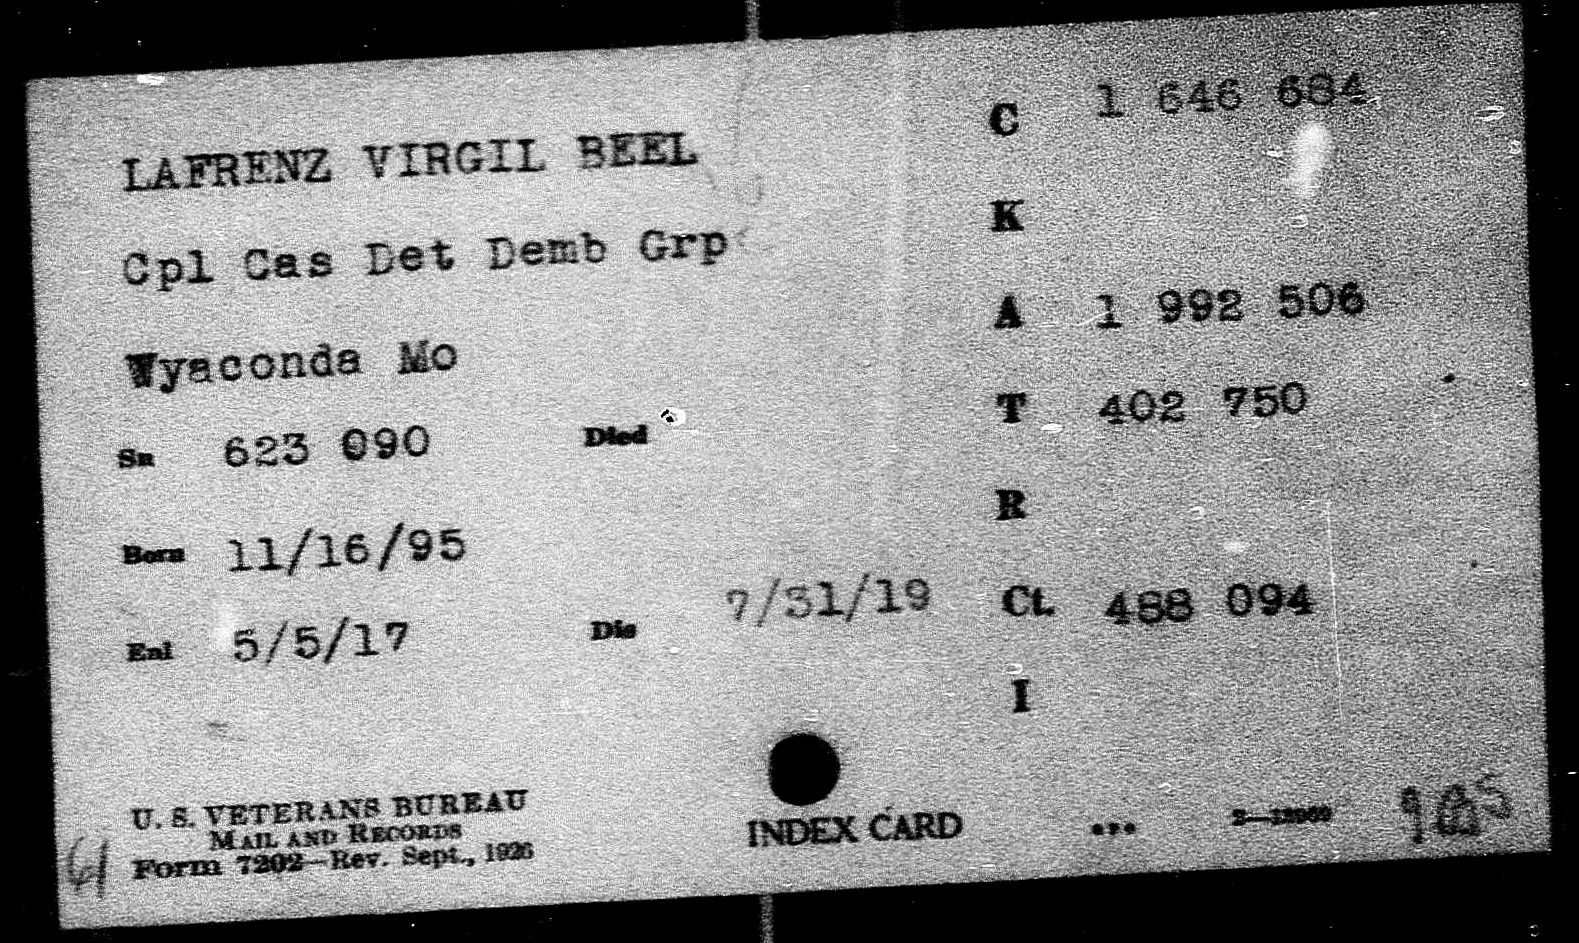 LAFRENZ VIRGIL BEEL
C 1 646 684
Cpl Cas Det Demb Grp
K
Wyaconda Mo
A 1 992 506
Sn 623 090
Died
T 402 750
Born 11/16/95
R
Enl 5/5/17
Dis 7/31/19
Ct. 488 094
I
U. S. VETERANS BUREAU
MAIL AND RECORDS
Form 7202—Rev. Sept., 1926
INDEX CARD
61